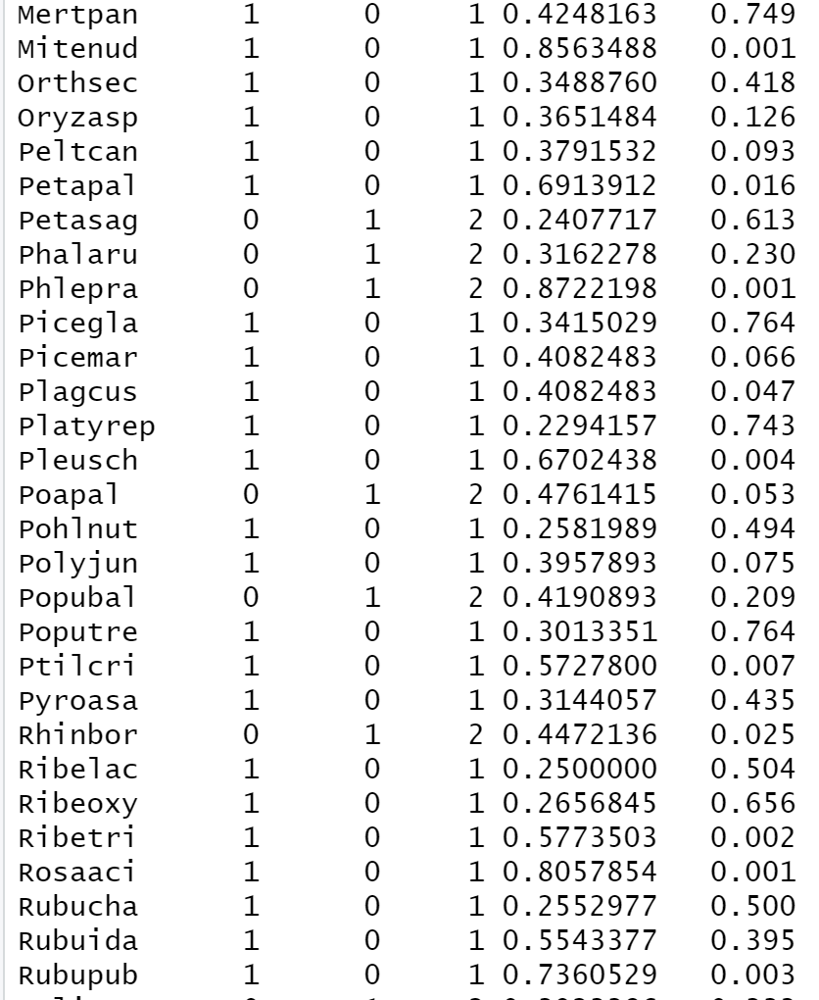 Mertpan 1 0 1 0.4248163 0.749
Mitenud 1 0 1 0.8563488 0.001
Orthsec 1 0 1 0.3488760 0.418
Oryzasp 1 0 1 0.3651484 0.126
Peltcan 1 0 1 0.3791532 0.093
Petapal 1 0 1 0.6913912 0.016
Petasag 0 1 2 0.2407717 0.613
Phalaru 0 1 2 0.3162278 0.230
Phlepra 0 1 2 0.8722198 0.001
Picegla 1 0 1 0.3415029 0.764
Picemar 1 0 1 0.4082483 0.066
Plagcus 1 0 1 0.4082483 0.047
Platyrep 1 0 1 0.2294157 0.743
Pleusch 1 0 1 0.6702438 0.004
Poapal 0 1 2 0.4761415 0.053
Pohlnut 1 0 1 0.2581989 0.494
Polyjun 1 0 1 0.3957893 0.075
Popubal 0 1 2 0.4190893 0.209
Poputre 1 0 1 0.3013351 0.764
Ptilcri 1 0 1 0.5727800 0.007
Pyroasa 1 0 1 0.3144057 0.435
Rhinbor 0 1 2 0.4472136 0.025
Ribelac 1 0 1 0.2500000 0.504
Ribeoxy 1 0 1 0.2656845 0.656
Ribetri 1 0 1 0.5773503 0.002
Rosaaci 1 0 1 0.8057854 0.001
Rubucha 1 0 1 0.2552977 0.500
Rubuida 1 0 1 0.5543377 0.395
Rubupub 1 0 1 0.7360529 0.003